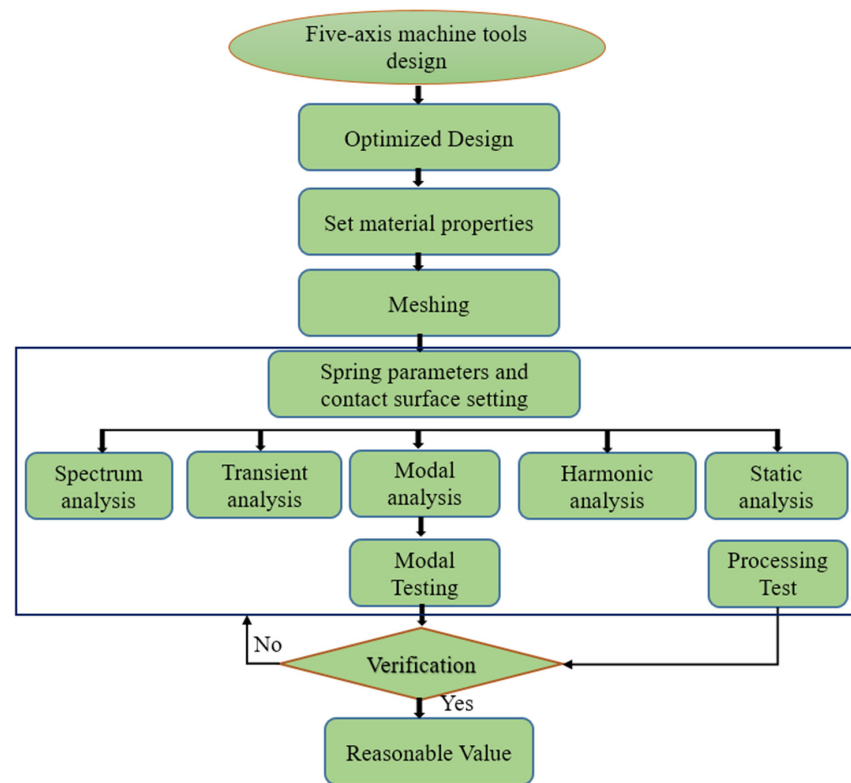 Five-axis machine tools
design
Optimized Design
Set material properties
Meshing
Spring parameters and
contact surface setting
Spectrum
analysis
Transient
analysis
Modal
analysis
Harmonic
analysis
Static
analysis
Modal
Testing
Processing
Test
No
Verification
Yes
Reasonable Value